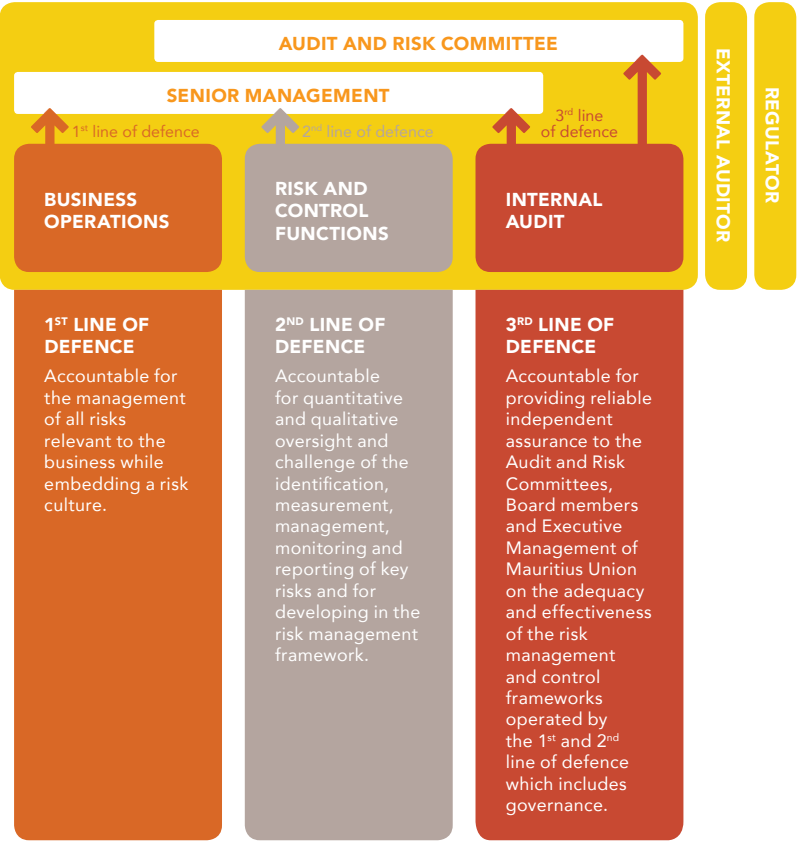 AUDIT AND RISK COMMITTEE
SENIOR MANAGEMENT
1st line of defence
2nd line of defence
3rd line
of defence
BUSINESS
OPERATIONS
RISK AND
CONTROL
FUNCTIONS
INTERNAL
AUDIT
EXTERNAL AUDITOR
REGULATOR
1ST LINE OF
DEFENCE
Accountable for
the management
of all risks
relevant to the
business while
embedding a risk
culture.
2ND LINE OF
DEFENCE
Accountable
for quantitative
and qualitative
oversight and
challenge of the
identification,
measurement,
management,
monitoring and
reporting of key
risks and for
developing in the
risk management
framework.
3RD LINE OF
DEFENCE
Accountable for
providing reliable
independent
assurance to the
Audit and Risk
Committees,
Board members
and Executive
Management of
Mauritius Union
on the adequacy
and effectiveness
of the risk
management
and control
frameworks
operated by
the 1st and 2nd
line of defence
which includes
governance.